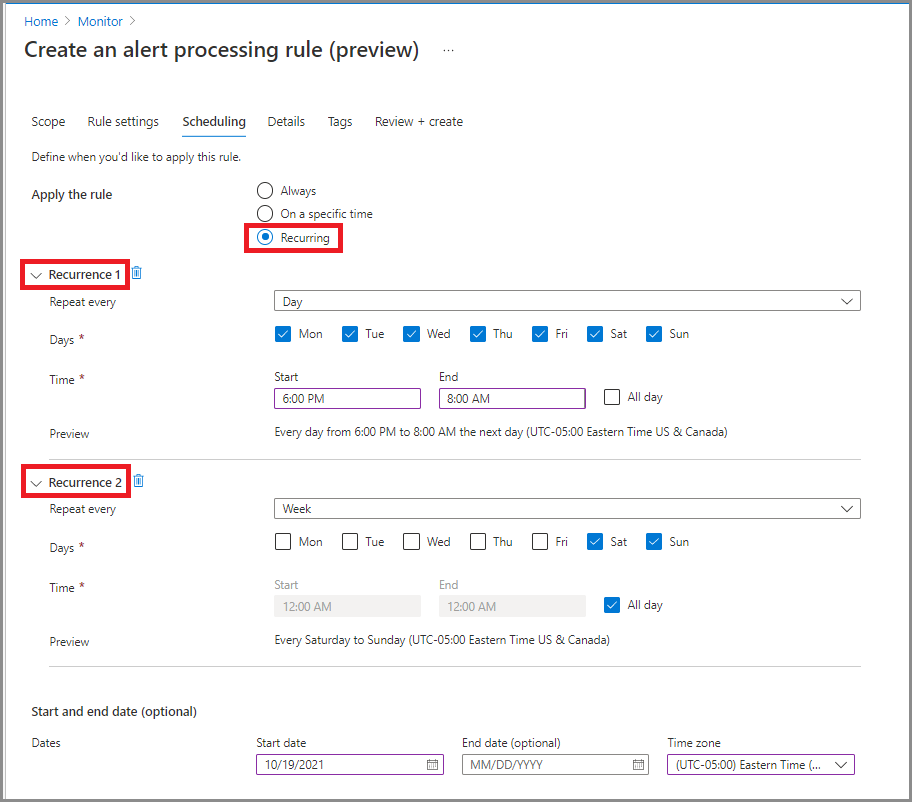 Home > Monitor >
Create an alert processing rule (preview) ...
Scope Rule settings Scheduling Details Tags Review + create
Define when you'd like to apply this rule.
Apply the rule
Always
On a specific time
Recurring
Recurrence 1
Repeat every Day
Days * Mon Tue Wed Thu Fri Sat Sun
Time * Start End
6:00 PM 8:00 AM All day
Preview Every day from 6:00 PM to 8:00 AM the next day (UTC-05:00 Eastern Time US & Canada)
Recurrence 2
Repeat every Week
Days * Mon Tue Wed Thu Fri Sat Sun
Time * Start End
12:00 AM 12:00 AM All day
Preview Every Saturday to Sunday (UTC-05:00 Eastern Time US & Canada)
Start and end date (optional)
Dates Start date End date (optional) Time zone
10/19/2021 MM/DD/YYYY (UTC-05:00) Eastern Time (...